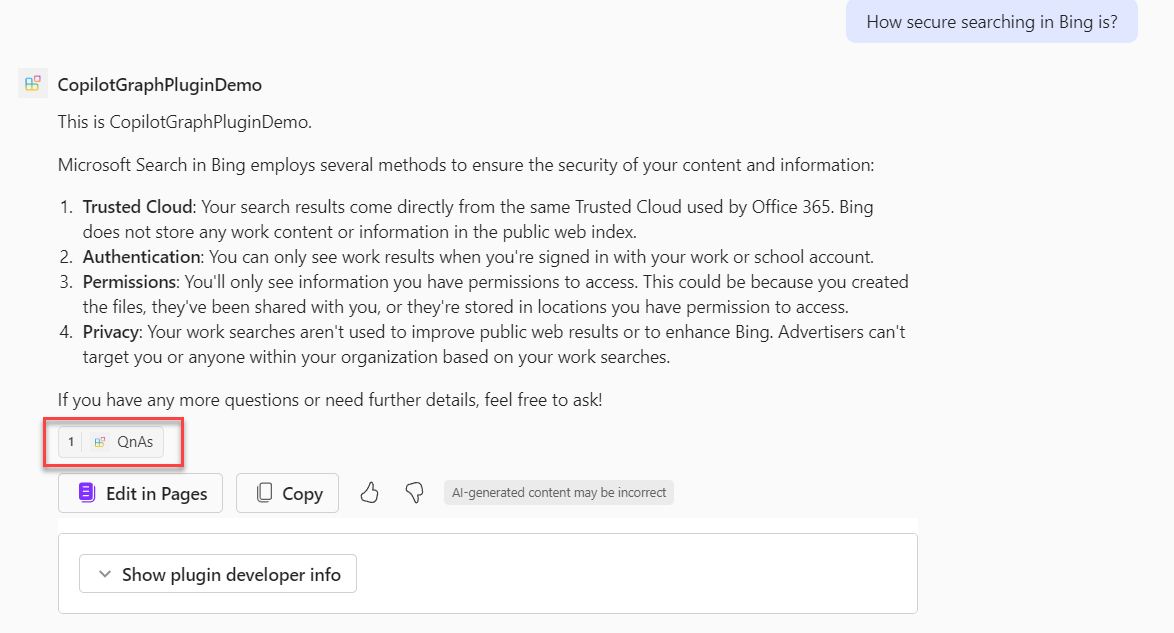 How secure searching in Bing is?
CopilotGraphPluginDemo
This is CopilotGraphPluginDemo.
Microsoft Search in Bing employs several methods to ensure the security of your content and information:
1. Trusted Cloud: Your search results come directly from the same Trusted Cloud used by Office 365. Bing
does not store any work content or information in the public web index.
2. Authentication: You can only see work results when you're signed in with your work or school account.
3. Permissions: You'll only see information you have permissions to access. This could be because you created
the files, they've been shared with you, or they're stored in locations you have permission to access.
4. Privacy: Your work searches aren't used to improve public web results or to enhance Bing. Advertisers can't
target you or anyone within your organization based on your work searches.
If you have any more questions or need further details, feel free to ask!
1 QnAs
Edit in Pages Copy AI-generated content may be incorrect
Show plugin developer info